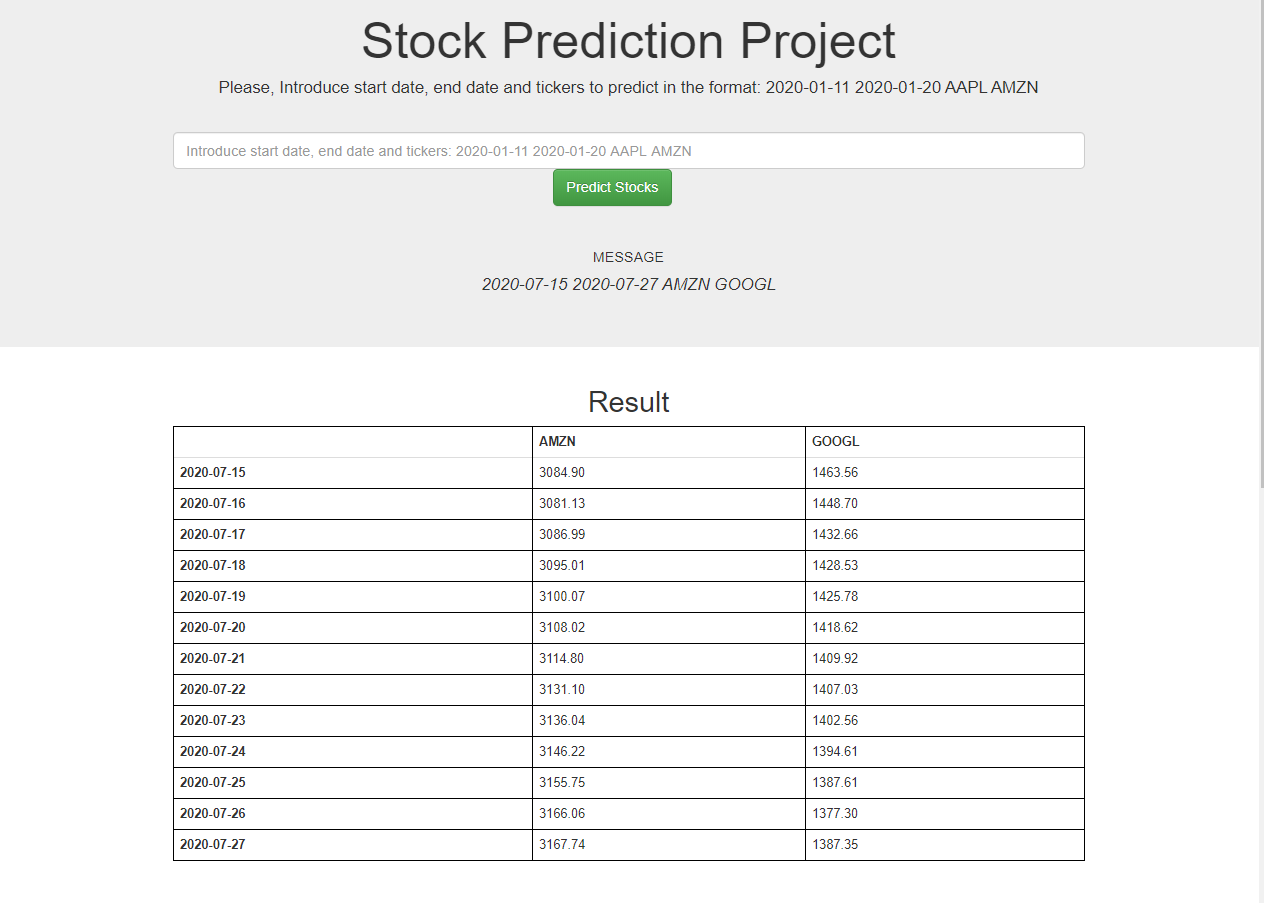 Stock Prediction Project
Please, Introduce start date, end date and tickers to predict in the format: 2020-01-11 2020-01-20 AAPL AMZN
Introduce start date, end date and tickers: 2020-01-11 2020-01-20 AAPL AMZN
Predict Stocks
MESSAGE
2020-07-15 2020-07-27 AMZN GOOGL
Result
AMZN GOOGL
2020-07-15 3084.90 1463.56
2020-07-16 3081.13 1448.70
2020-07-17 3086.99 1432.66
2020-07-18 3095.01 1428.53
2020-07-19 3100.07 1425.78
2020-07-20 3108.02 1418.62
2020-07-21 3114.80 1409.92
2020-07-22 3131.10 1407.03
2020-07-23 3136.04 1402.56
2020-07-24 3146.22 1394.61
2020-07-25 3155.75 1387.61
2020-07-26 3166.06 1377.30
2020-07-27 3167.74 1387.35